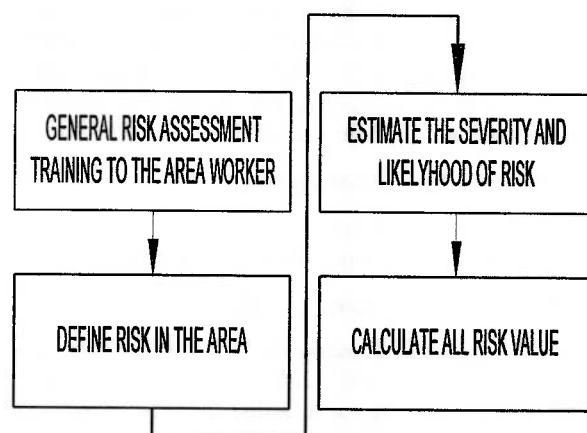 GENERAL RISK ASSESSMENT
TRAINING TO THE AREA WORKER
DEFINE RISK IN THE AREA
ESTIMATE THE SEVERITY AND
LIKELYHOOD OF RISK
CALCULATE ALL RISK VALUE